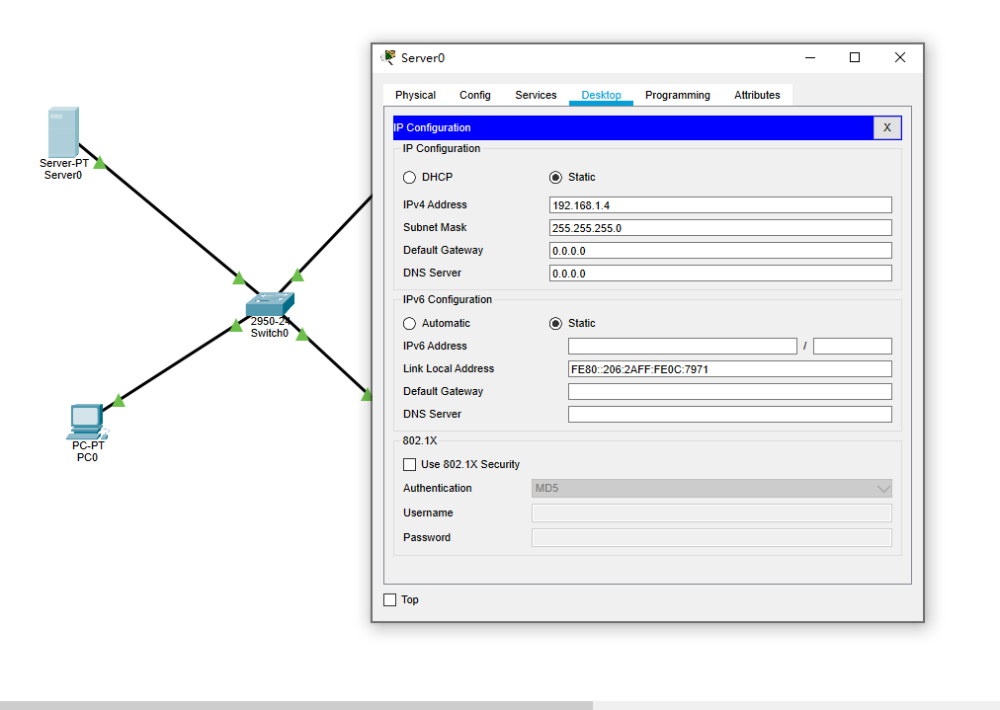 Server0
Physical Config Services Desktop Programming Attributes
IP Configuration X
IP Configuration
DHCP Static
IPv4 Address 192.168.1.4
Subnet Mask 255.255.255.0
Default Gateway 0.0.0.0
DNS Server 0.0.0.0
IPv6 Configuration
Automatic Static
IPv6 Address /
Link Local Address FE80::206:2AFF:FE0C:7971
Default Gateway
DNS Server
802.1X
Use 802.1X Security
Authentication MD5
Username
Password
Top
Server-PT
Server0
2950-24
Switch0
PC-PT
PC0